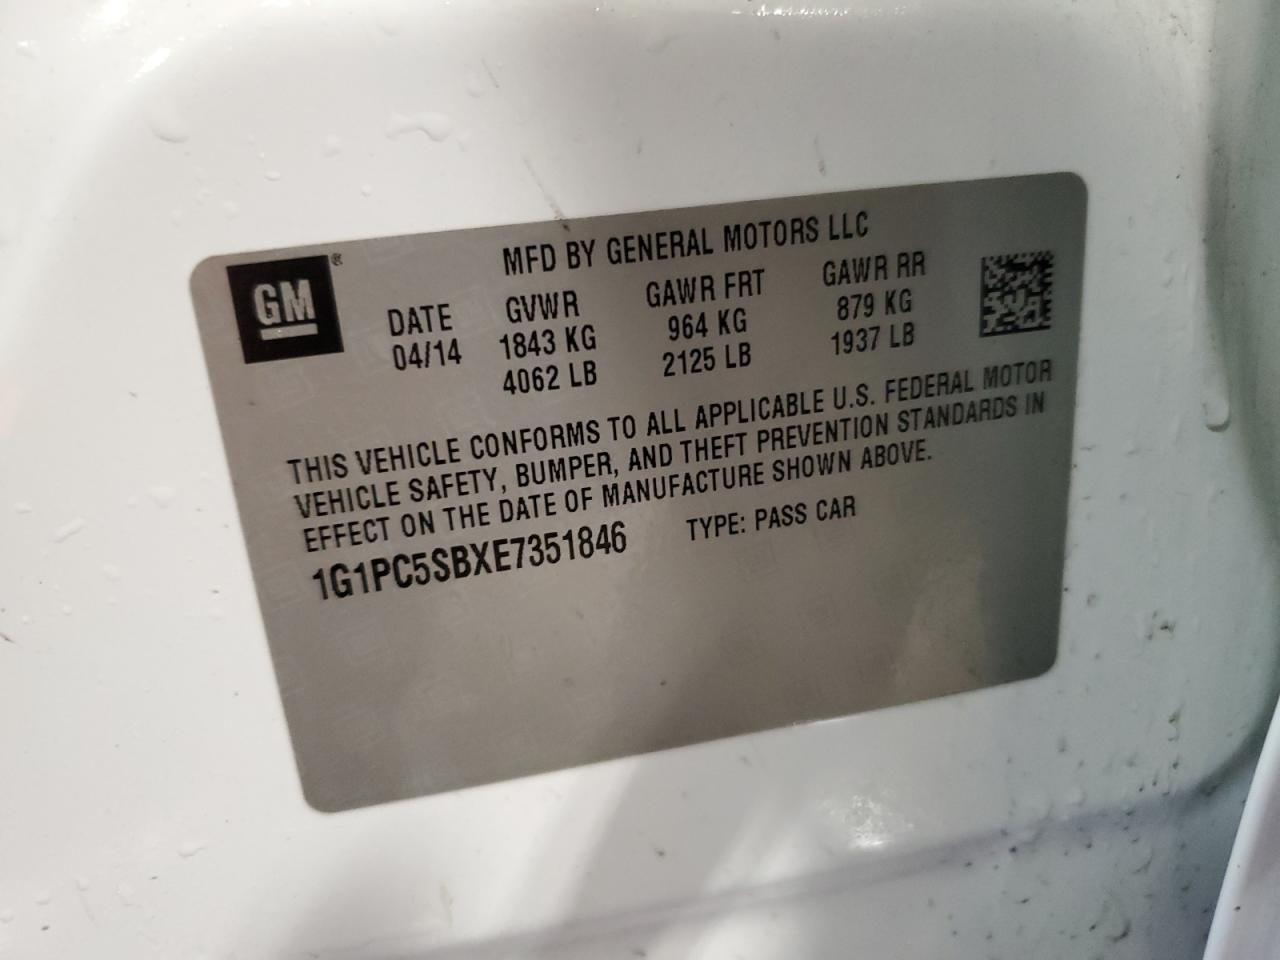 GM®
MFD BY GENERAL MOTORS LLC
DATE GVWR GAWR FRT GAWR RR
04/14 1843 KG 964 KG 879 KG
4062 LB 2125 LB 1937 LB
THIS VEHICLE CONFORMS TO ALL APPLICABLE U.S. FEDERAL MOTOR
VEHICLE SAFETY, BUMPER, AND THEFT PREVENTION STANDARDS IN
EFFECT ON THE DATE OF MANUFACTURE SHOWN ABOVE.
1G1PC5SBXE7351846 TYPE: PASS CAR